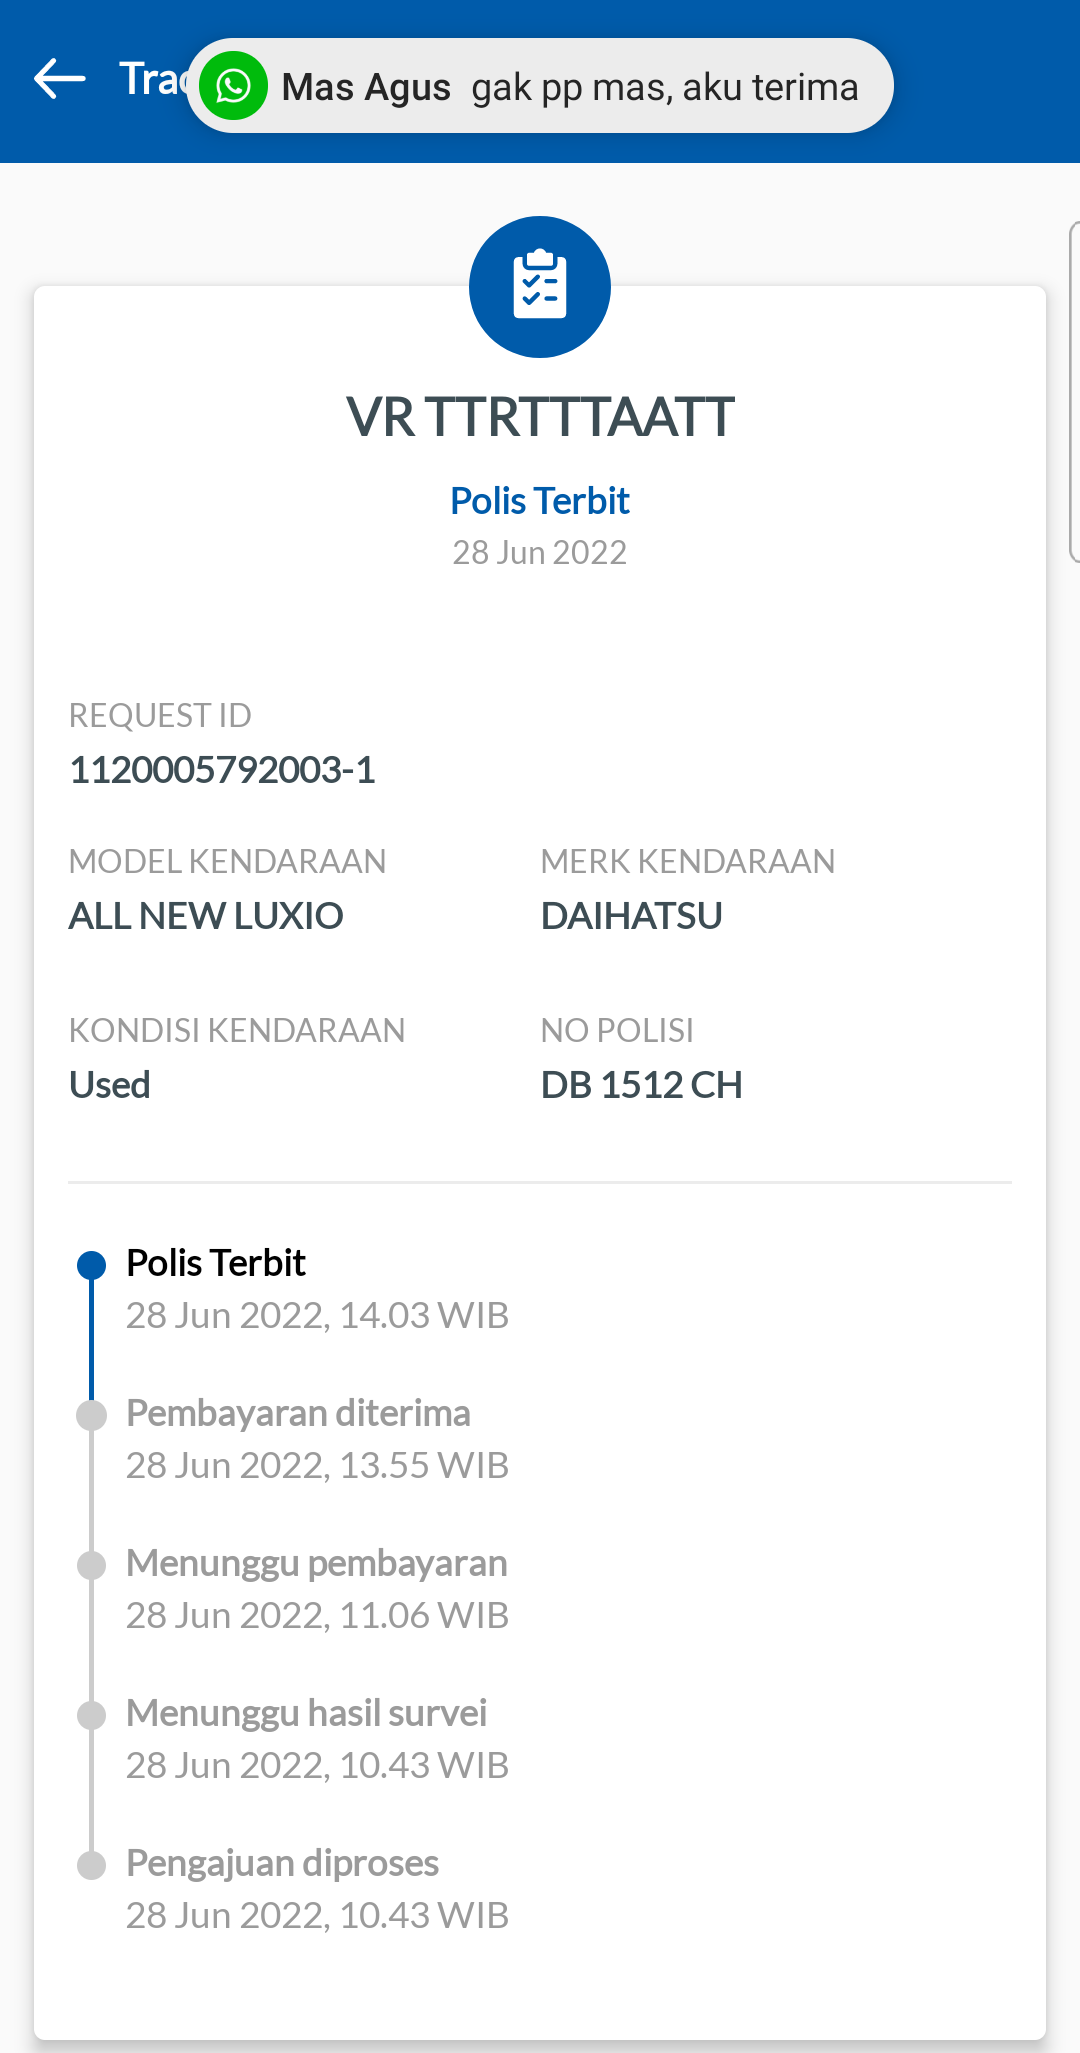 Mas Agus gak pp mas, aku terima
VR TTRTTTAATT
Polis Terbit
28 Jun 2022
REQUEST ID
1120005792003-1
MODEL KENDARAAN
MERK KENDARAAN
ALL NEW LUXIO
DAIHATSU
KONDISI KENDARAAN
NO POLISI
Used
DB 1512 CH
Polis Terbit
28 Jun 2022, 14.03 WIB
Pembayaran diterima
28 Jun 2022, 13.55 WIB
Menunggu pembayaran
28 Jun 2022, 11.06 WIB
Menunggu hasil survei
28 Jun 2022, 10.43 WIB
Pengajuan diproses
28 Jun 2022, 10.43 WIB